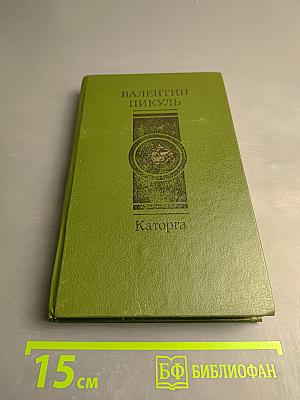 ВАЛЕНТИН
ПИКУЛЬ
Каторга
15 см
БФ БИБЛИОФАН